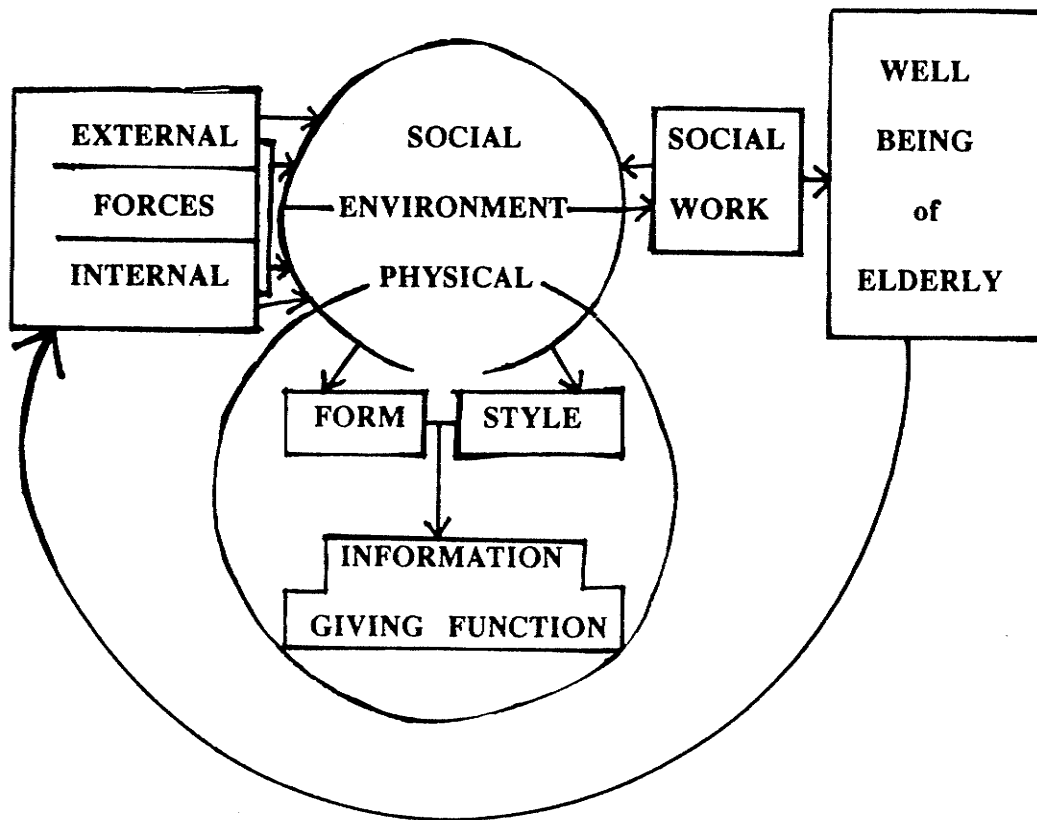 EXTERNAL
FORCES
INTERNAL
SOCIAL
ENVIRONMENT
PHYSICAL
FORM
STYLE
INFORMATION
GIVING FUNCTION
SOCIAL
WORK
WELL
BEING
of
ELDERLY